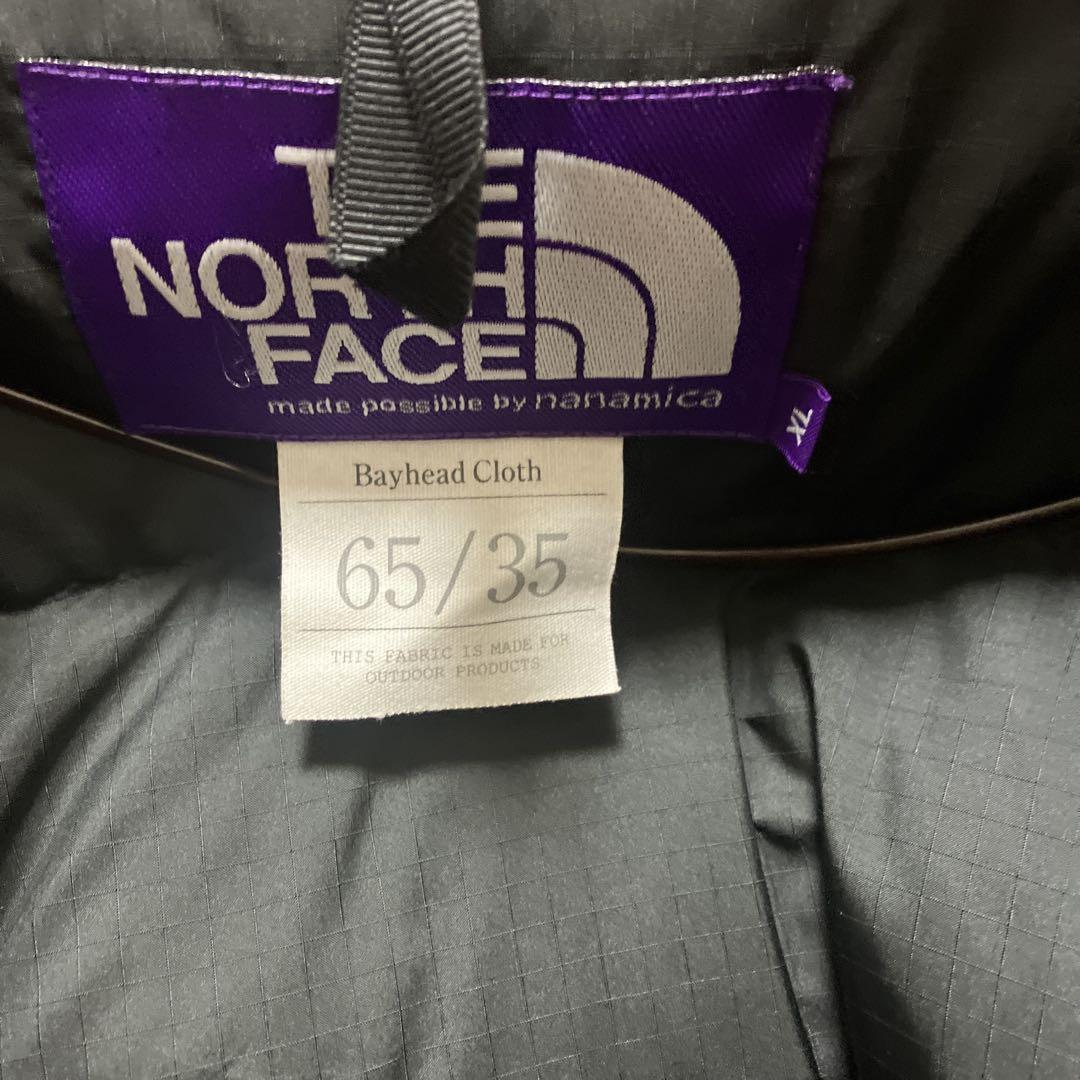 THE
NORTH
FACE
made possible by nanamica
XL
Bayhead Cloth
65/35
THIS FABRIC IS MADE FOR
OUTDOOR PRODUCTS